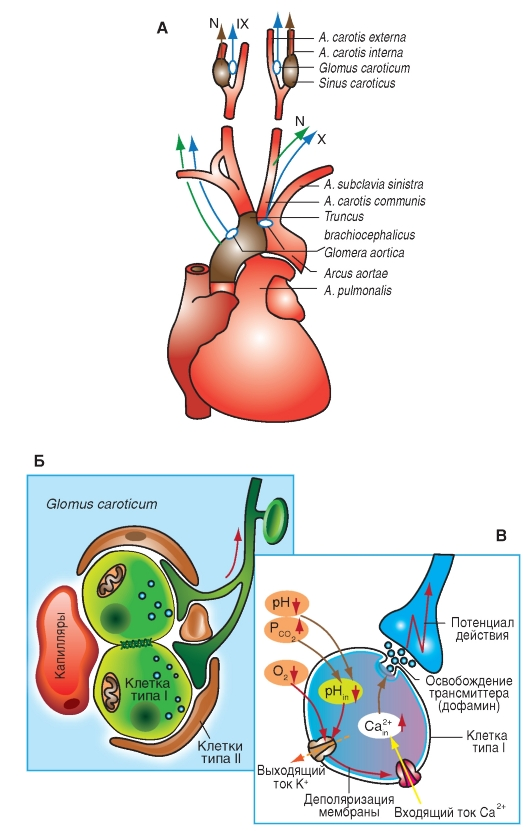 А
N
IX
A. carotis externa
A. carotis interna
Glomus caroticum
Sinus caroticus
N
X
A. subclavia sinistra
A. carotis communis
Truncus
brachiocephalicus
Glomera aortica
Arcus aortae
A. pulmonalis
Б
Glomus caroticum
Капилляры
Клетка
типа I
Клетки
типа II
В
pH
PCO2
O2
pHin
Ca2+in
Потенциал
действия
Освобождение
трансмиттера
(дофамин)
Клетка
типа I
Выходящий
ток K+
Деполяризация
мембраны
Входящий ток Ca2+